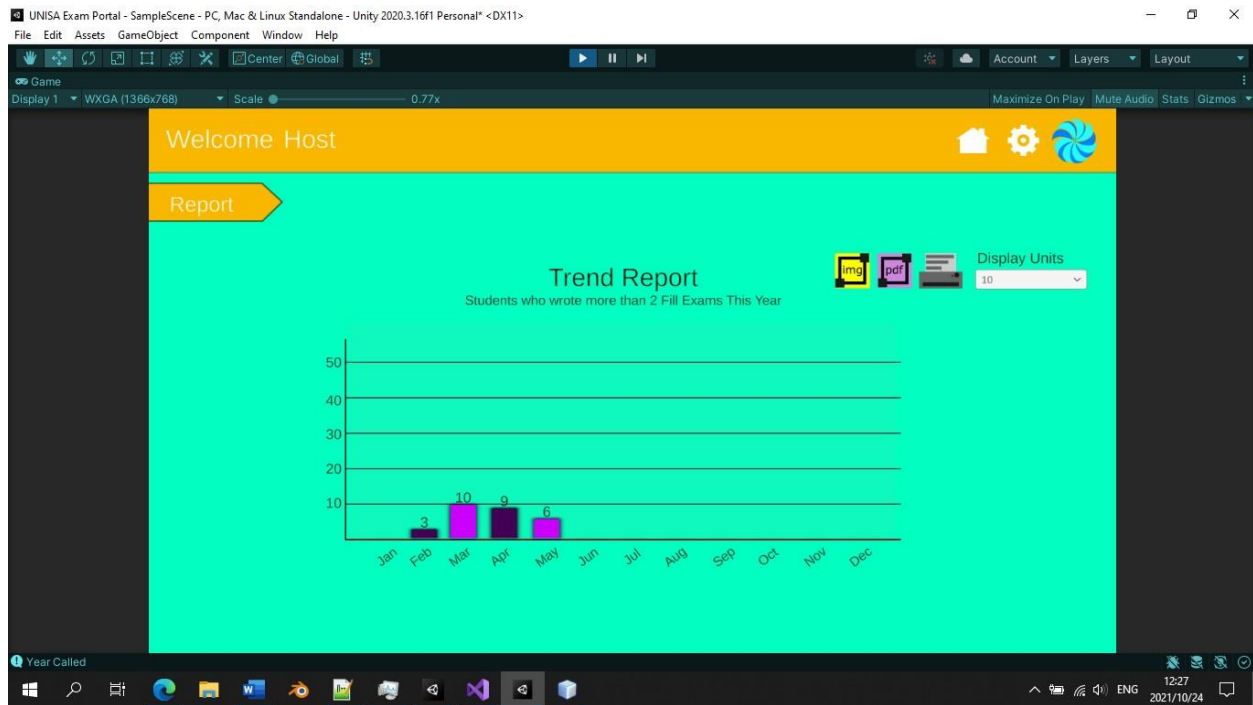 UNISA Exam Portal - SampleScene - PC, Mac & Linux Standalone - Unity 2020.3.16f1 Personal* <DX11>
File Edit Assets GameObject Component Window Help
Center Global Account Layers Layout
Game
Display 1 WXGA (1366x768) Scale 0.77x Maximize On Play Mute Audio Stats Gizmos
Welcome Host
Report
Display Units
img pdf 10
Trend Report
Students who wrote more than 2 Fill Exams This Year
50
40
30
20
10
3 10 9 6
Jan Feb Mar Apr May Jun Jul Aug Sep Oct Nov Dec
Year Called
ENG 12:27
2021/10/24